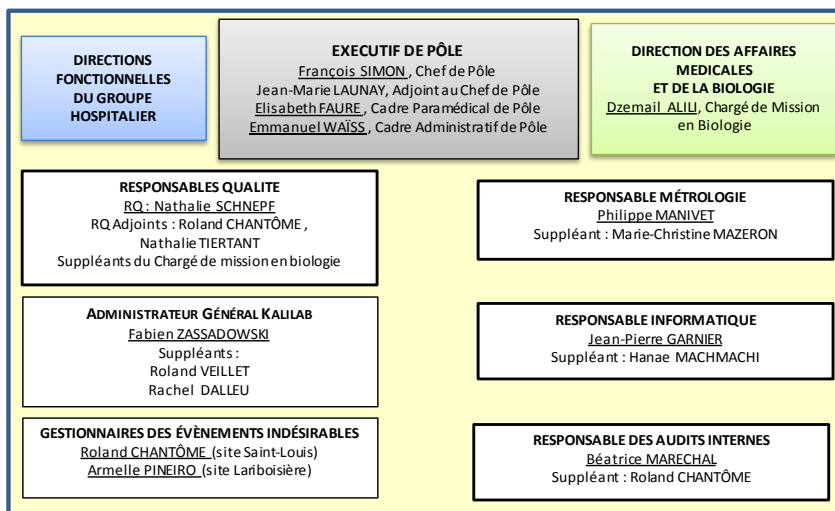 DIRECTIONS
FONCTIONNELLES
DU GROUPE
HOSPITALIER
EXECUTIF DE PÔLE
François SIMON , Chef de Pôle
Jean-Marie LAUNAY, Adjoint au Chef de Pôle
Elisabeth FAURE , Cadre Paramédical de Pôle
Emmanuel WAÏSS , Cadre Administratif de Pôle
DIRECTION DES AFFAIRES
MEDICALES
ET DE LA BIOLOGIE
Dzemail ALILI, Chargé de Mission
en Biologie
RESPONSABLES QUALITE
RQ : Nathalie SCHNEPF
RQ Adjoints : Roland CHANTÔME ,
Nathalie TIERTANT
Suppléants du Chargé de mission en biologie
RESPONSABLE MÉTROLOGIE
Philippe MANIVET
Suppléant : Marie-Christine MAZERON
ADMINISTRATEUR GÉNÉRAL KALILAB
Fabien ZASSADOWSKI
Suppléants :
Roland VEILLET
Rachel DALLEU
RESPONSABLE INFORMATIQUE
Jean-Pierre GARNIER
Suppléant : Hanae MACHMACHI
GESTIONNAIRES DES ÉVÈNEMENTS INDÉSIRABLES
Roland CHANTÔME (site Saint-Louis)
Armelle PINEIRO (site Lariboisière)
RESPONSABLE DES AUDITS INTERNES
Béatrice MARECHAL
Suppléant : Roland CHANTÔME